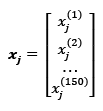 x_j = [ x_j^(1)
x_j^(2)
...
x_j^(150) ]